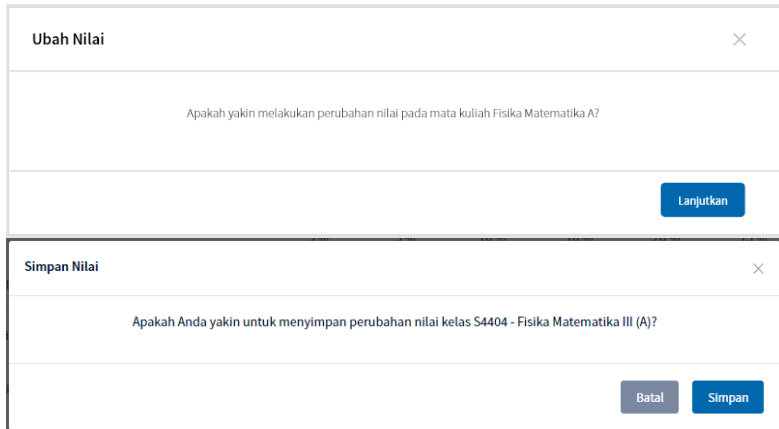 Ubah Nilai
Apakah yakin melakukan perubahan nilai pada mata kuliah Fisika Matematika A?
Lanjutkan
Simpan Nilai
Apakah Anda yakin untuk menyimpan perubahan nilai kelas S4404 - Fisika Matematika III (A)?
Batal Simpan